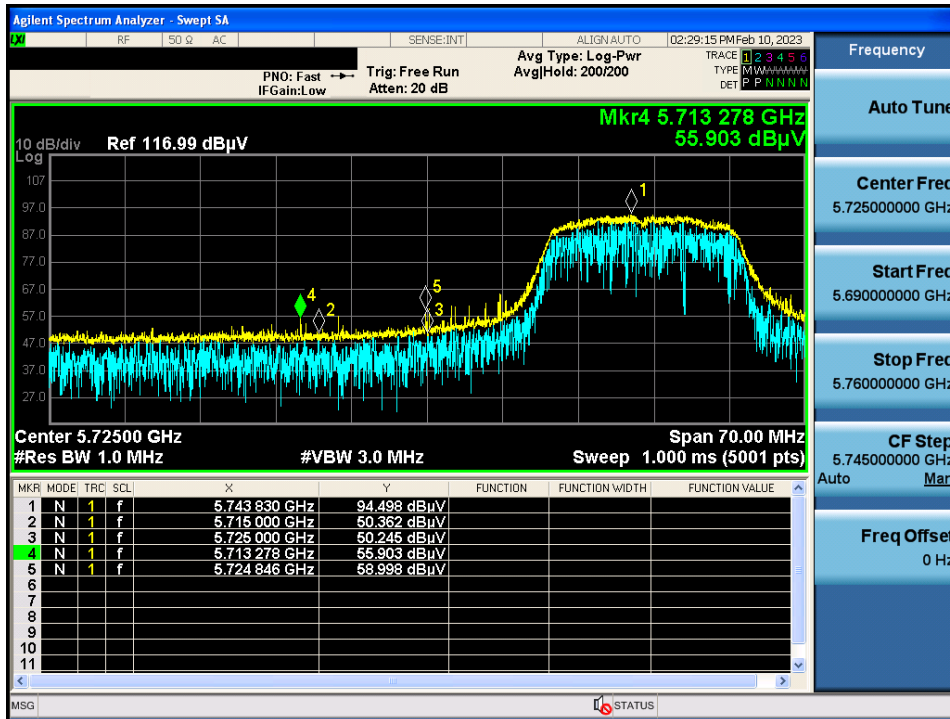 Agilent Spectrum Analyzer - Swept SA
LXI RF 50 Ω AC SENSE:INT ALIGN AUTO 02:29:15 PM Feb 10, 2023
Frequency
PNO: Fast Trig: Free Run Avg Type: Log-Pwr TRACE 1 2 3 4 5 6
IFGain:Low Atten: 20 dB Avg|Hold: 200/200 TYPE M
DET P P N N N N
Auto Tune
Mkr4 5.713 278 GHz
55.903 dBµV
10 dB/div Ref 116.99 dBµV
Log
107
97.0
87.0
77.0
67.0
57.0
47.0
37.0
27.0
1
4
2
5
3
Center Freq
5.725000000 GHz
Start Freq
5.690000000 GHz
Stop Freq
5.760000000 GHz
Center 5.72500 GHz Span 70.00 MHz
#Res BW 1.0 MHz #VBW 3.0 MHz Sweep 1.000 ms (5001 pts)
CF Step
5.745000000 GHz
Auto Man
Freq Offset
0 Hz
MKR MODE TRC SCL X Y FUNCTION FUNCTION WIDTH FUNCTION VALUE
1 N 1 f 5.743 830 GHz 94.498 dBµV
2 N 1 f 5.715 000 GHz 50.362 dBµV
3 N 1 f 5.725 000 GHz 50.245 dBµV
4 N 1 f 5.713 278 GHz 55.903 dBµV
5 N 1 f 5.724 846 GHz 58.998 dBµV
6
7
8
9
10
11
MSG STATUS